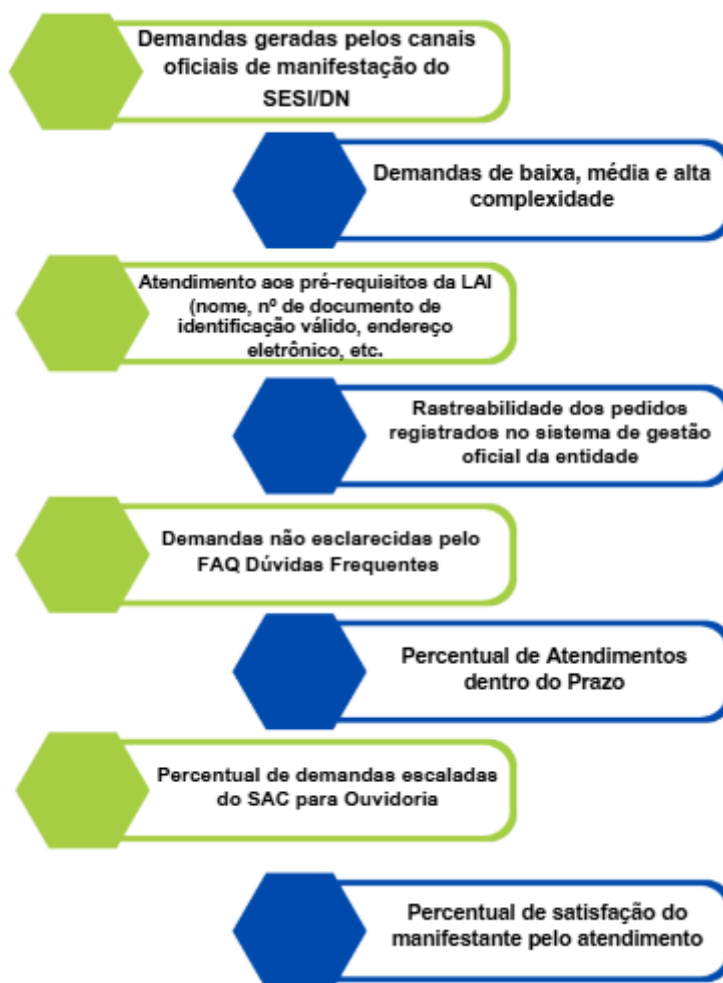 Demandas geradas pelos canais
oficiais de manifestação do
SESI/DN
Demandas de baixa, média e alta
complexidade
Atendimento aos pré-requisitos da LAI
(nome, nº de documento de
identificação válido, endereço
eletrônico, etc.
Rastreabilidade dos pedidos
registrados no sistema de gestão
oficial da entidade
Demandas não esclarecidas pelo
FAQ Dúvidas Frequentes
Percentual de Atendimentos
dentro do Prazo
Percentual de demandas escaladas
do SAC para Ouvidoria
Percentual de satisfação do
manifestante pelo atendimento